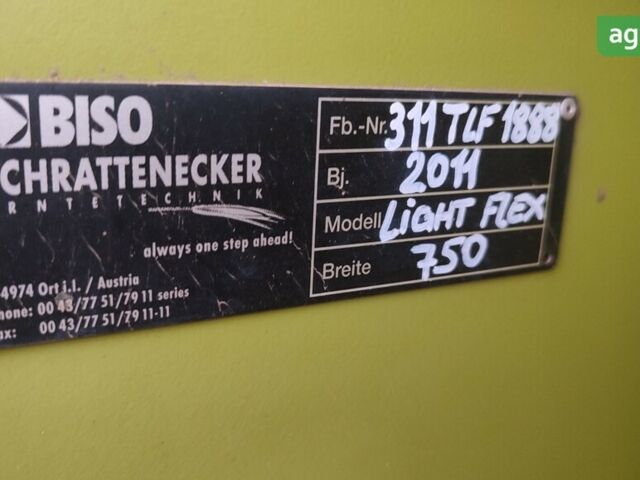 ag
BISO
CHRATTENECKER
RNTETECHNIK
always one step ahead!
4974 Ort i.I. / Austria
hone: 00 43/77 51/79 11 series
ax: 00 43/77 51/79 11-11
Fb.-Nr. 311 TLF 1888
Bj. 2011
Modell LIGHT FLEX
Breite 750